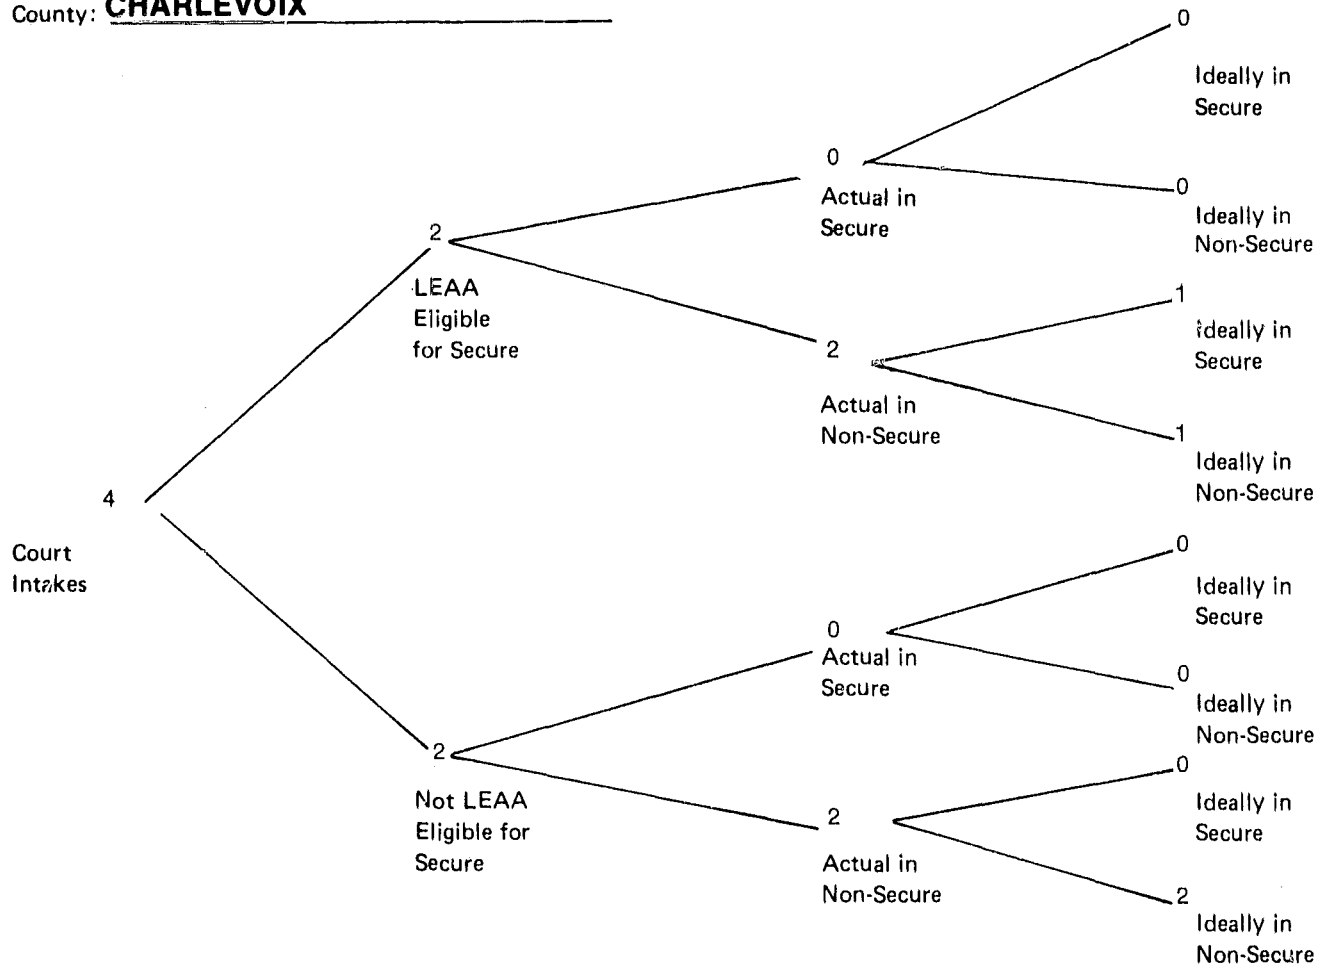 County: CHARLEVOIX
0
Ideally in
Secure
0
Actual in
Secure
0
Ideally in
Non-Secure
2
LEAA
Eligible
for Secure
1
Ideally in
Secure
2
Actual in
Non-Secure
1
Ideally in
Non-Secure
4
Court
Intakes
0
Ideally in
Secure
0
Actual in
Secure
0
Ideally in
Non-Secure
2
Not LEAA
Eligible for
Secure
0
Ideally in
Secure
2
Actual in
Non-Secure
2
Ideally in
Non-Secure